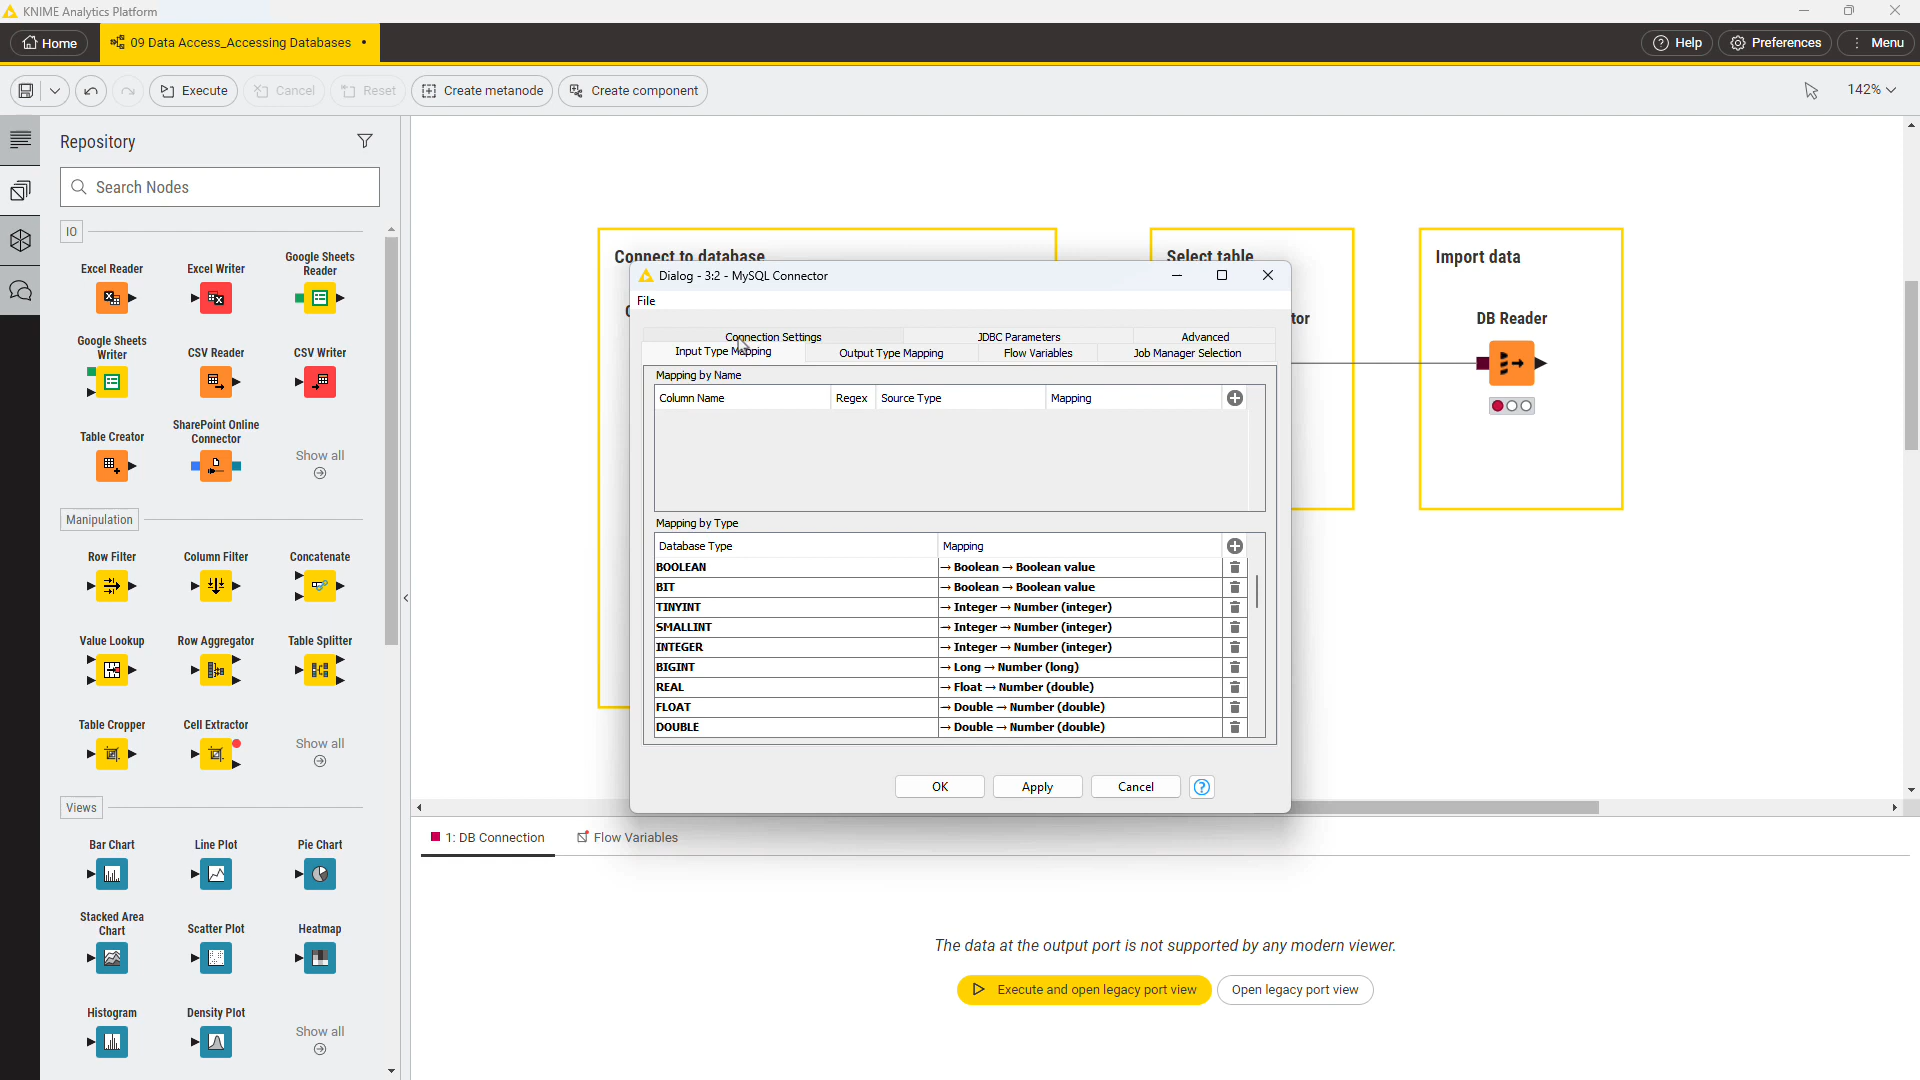 KNIME Analytics Platform
Home
09 Data Access_Accessing Databases •
Help
Preferences
Menu
Execute
Cancel
Reset
Create metanode
Create component
142%
Repository
Search Nodes
IO
Excel Reader
Excel Writer
Google Sheets
Reader
Google Sheets
Writer
CSV Reader
CSV Writer
Table Creator
SharePoint Online
Connector
Show all
Manipulation
Row Filter
Column Filter
Concatenate
Value Lookup
Row Aggregator
Table Splitter
Table Cropper
Cell Extractor
Show all
Views
Bar Chart
Line Plot
Pie Chart
Stacked Area
Chart
Scatter Plot
Heatmap
Histogram
Density Plot
Show all
Connect to database
Select table
Import data
tor
DB Reader
Dialog - 3:2 - MySQL Connector
File
Connection Settings
JDBC Parameters
Advanced
Input Type Mapping
Output Type Mapping
Flow Variables
Job Manager Selection
Mapping by Name
Column Name
Regex
Source Type
Mapping
Mapping by Type
Database Type
Mapping
BOOLEAN
→ Boolean → Boolean value
BIT
→ Boolean → Boolean value
TINYINT
→ Integer → Number (integer)
SMALLINT
→ Integer → Number (integer)
INTEGER
→ Integer → Number (integer)
BIGINT
→ Long → Number (long)
REAL
→ Float → Number (double)
FLOAT
→ Double → Number (double)
DOUBLE
→ Double → Number (double)
OK
Apply
Cancel
1: DB Connection
Flow Variables
The data at the output port is not supported by any modern viewer.
Execute and open legacy port view
Open legacy port view